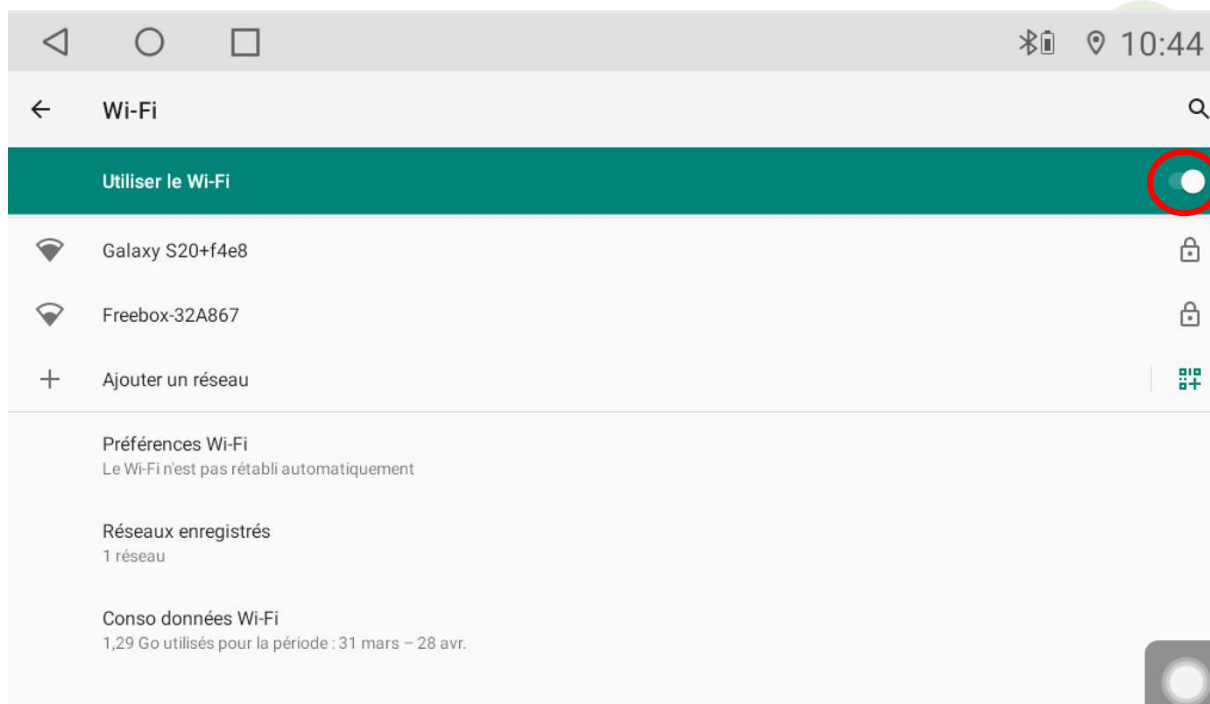 10:44
Wi-Fi
Utiliser le Wi-Fi
Galaxy S20+f4e8
Freebox-32A867
Ajouter un réseau
Préférences Wi-Fi
Le Wi-Fi n'est pas rétabli automatiquement
Réseaux enregistrés
1 réseau
Conso données Wi-Fi
1,29 Go utilisés pour la période : 31 mars – 28 avr.